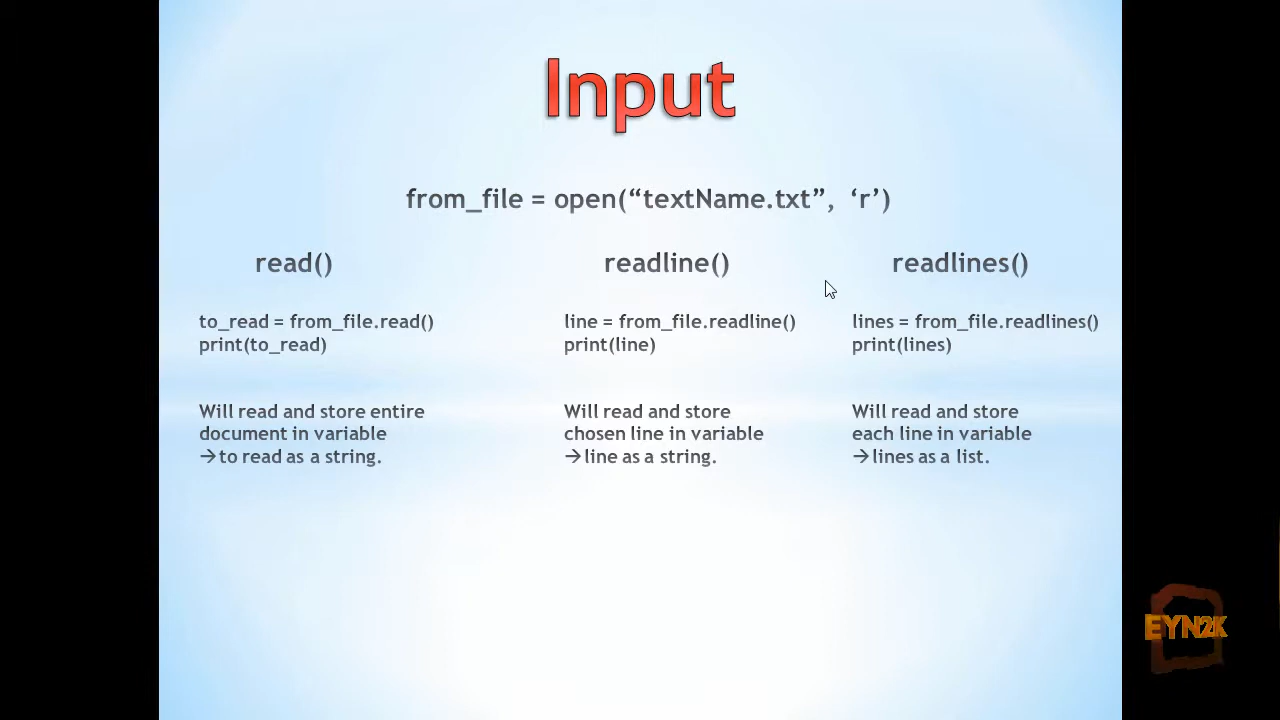 Input
from_file = open(“textName.txt”, ‘r’)
read()
to_read = from_file.read()
print(to_read)
Will read and store entire
document in variable
→to read as a string.
readline()
line = from_file.readline()
print(line)
Will read and store
chosen line in variable
→line as a string.
readlines()
lines = from_file.readlines()
print(lines)
Will read and store
each line in variable
→lines as a list.
EYN2K